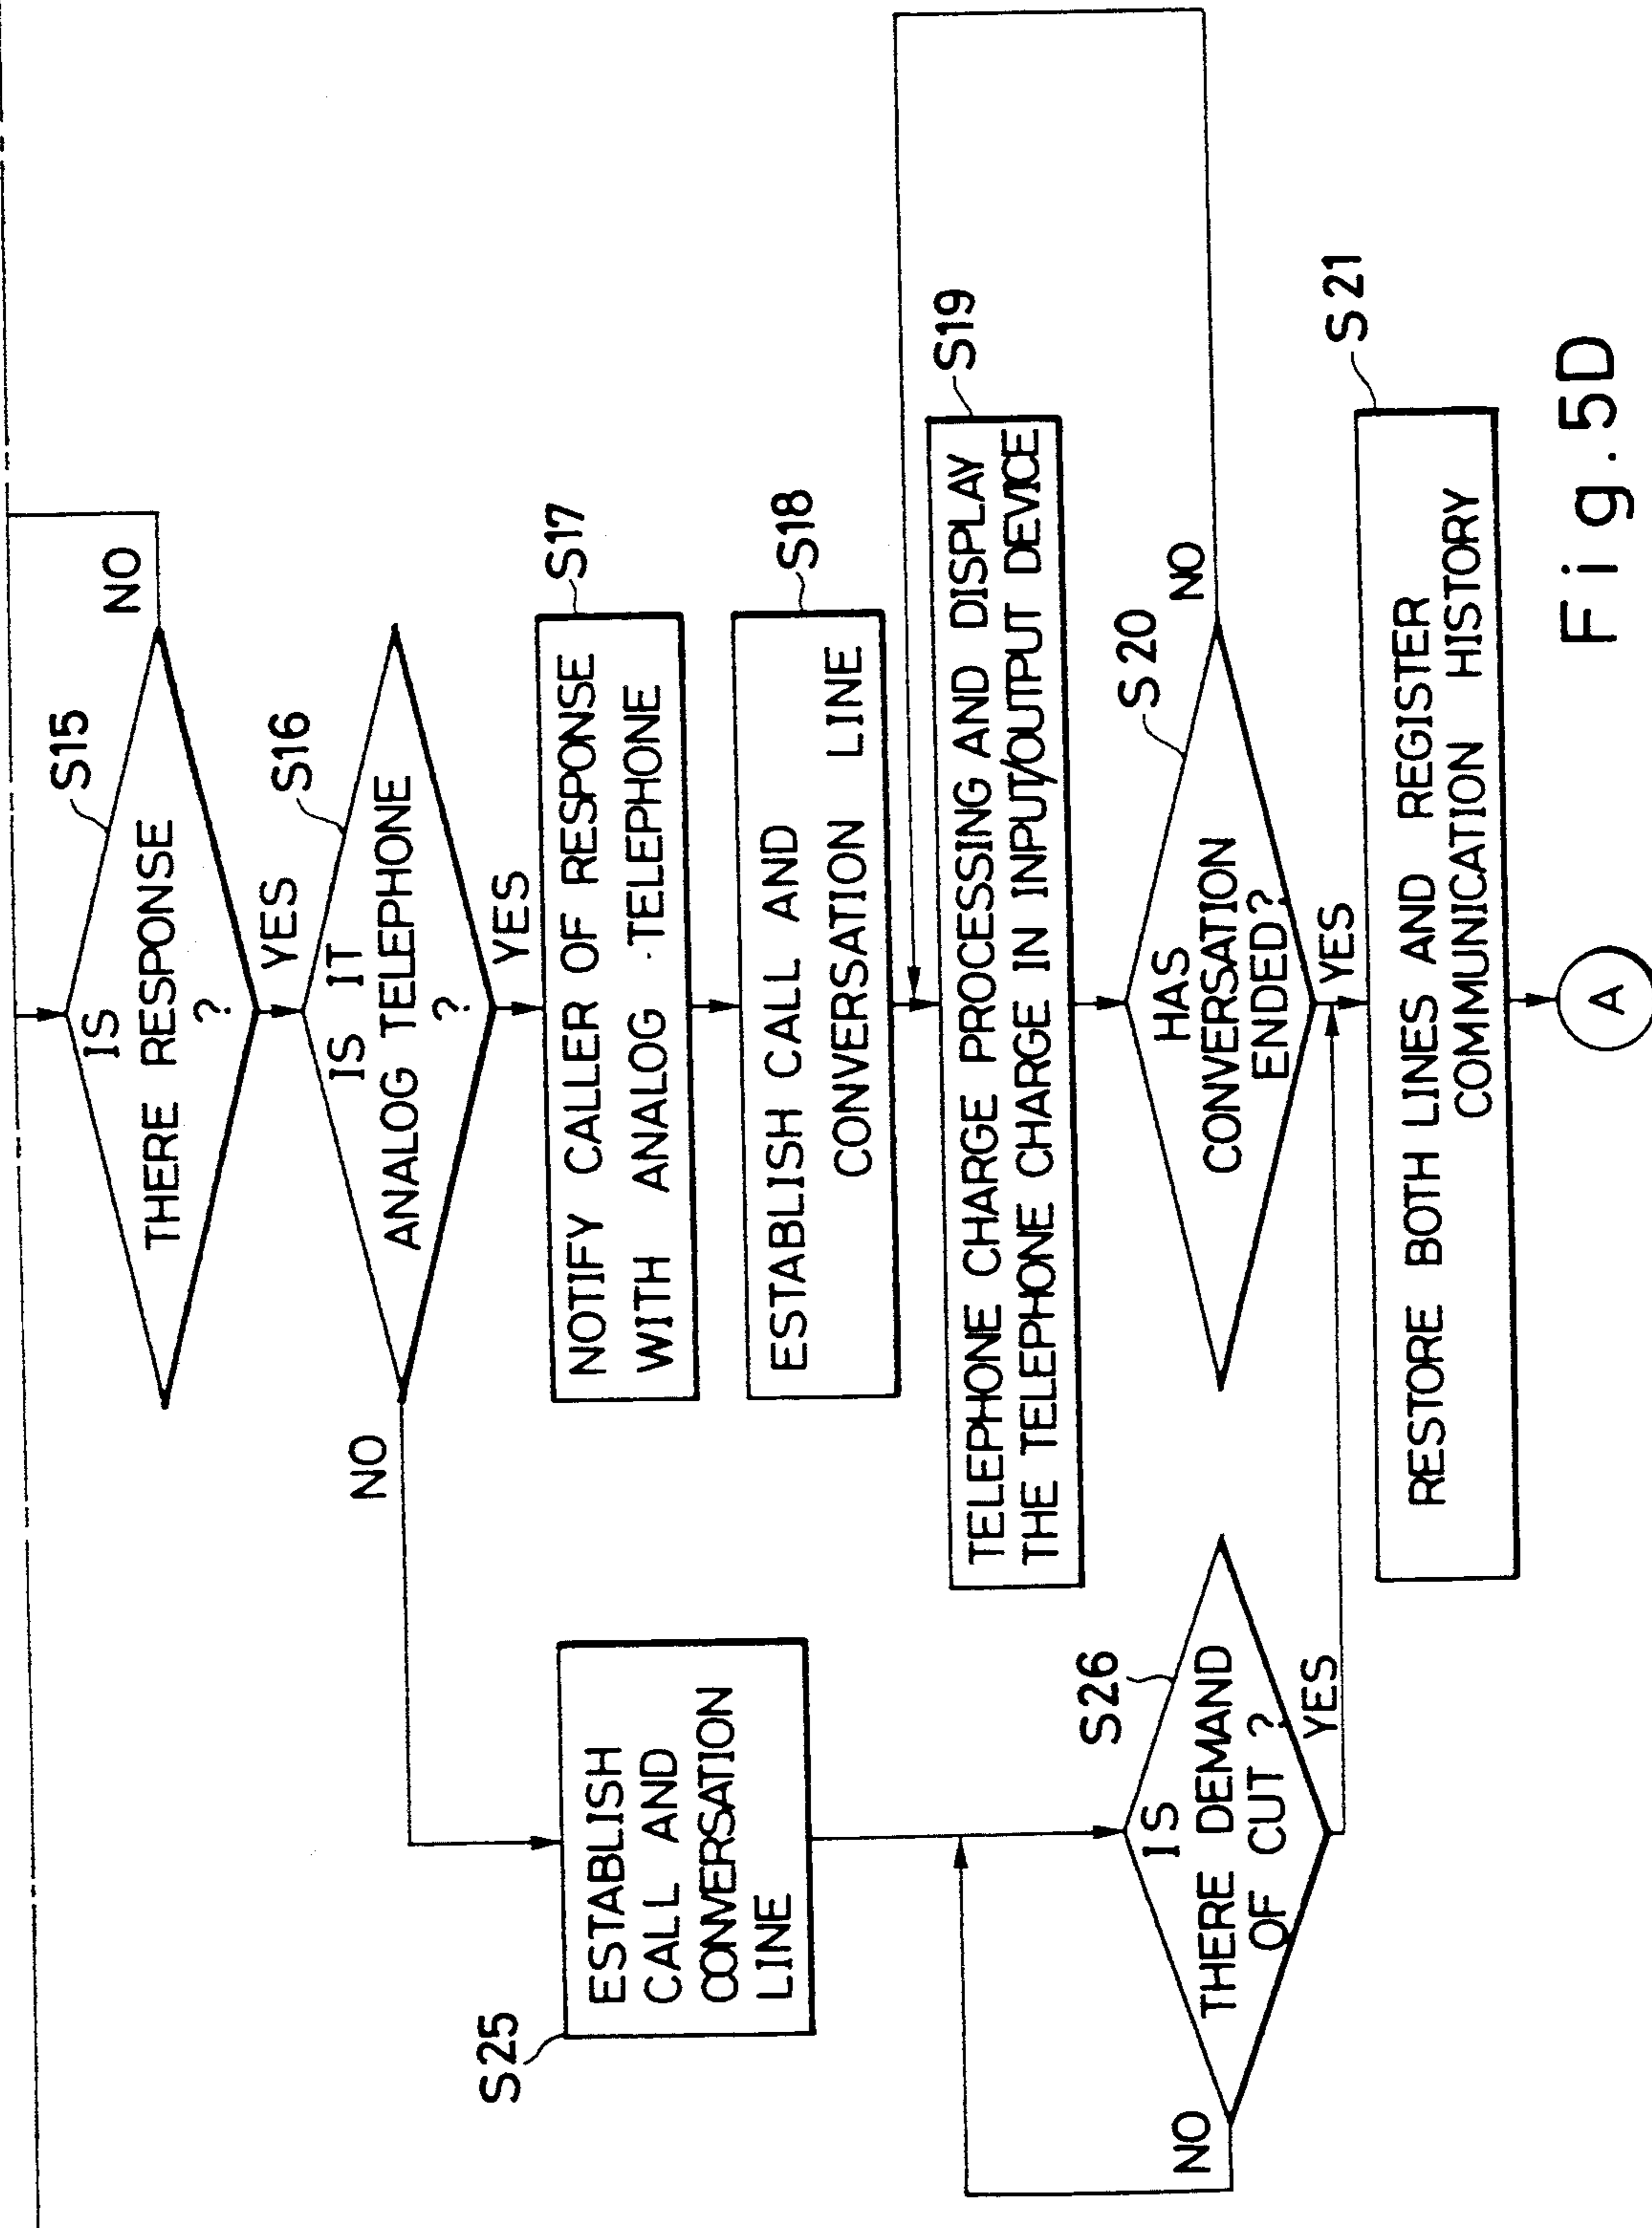 S15
IS
THERE RESPONSE
?
NO
YES
S16
IS IT
ANALOG TELEPHONE
?
NO
YES
S17
NOTIFY CALLER OF RESPONSE
WITH ANALOG TELEPHONE
S25
ESTABLISH
CALL AND
CONVERSATION
LINE
S18
ESTABLISH CALL AND
CONVERSATION LINE
S19
TELEPHONE CHARGE PROCESSING AND DISPLAY
THE TELEPHONE CHARGE IN INPUT/OUTPUT DEVICE
S26
IS
THERE DEMAND
OF CUT ?
NO
YES
S20
HAS
CONVERSATION
ENDED?
NO
YES
S21
RESTORE BOTH LINES AND REGISTER
COMMUNICATION HISTORY
A
Fig.5D